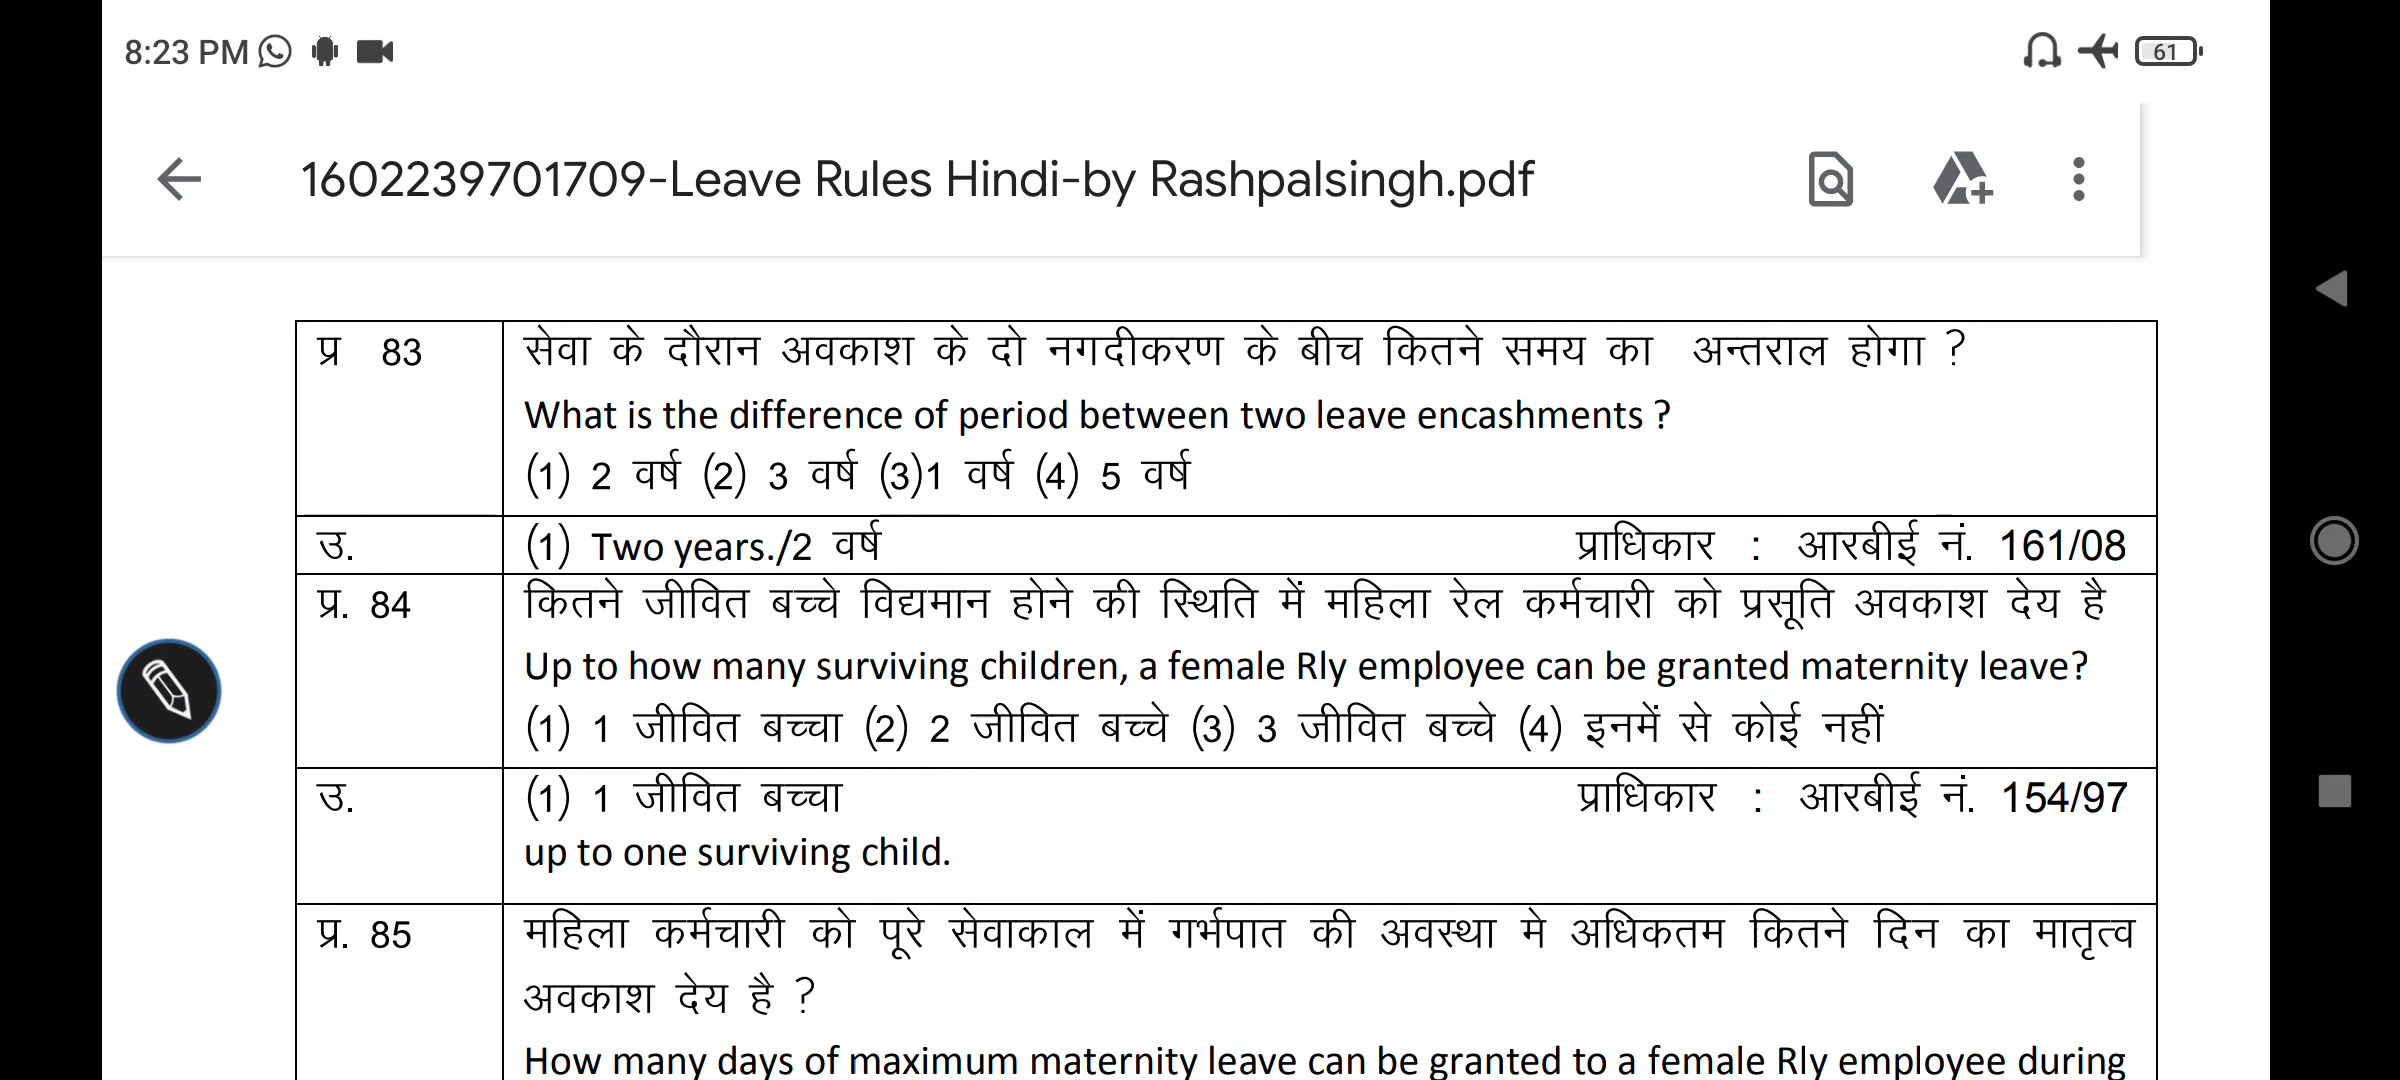 8:23 PM
61
1602239701709-Leave Rules Hindi-by Rashpalsingh.pdf
प्र 83 सेवा के दौरान अवकाश के दो नगदीकरण के बीच कितने समय का अन्तराल होगा ?
What is the difference of period between two leave encashments ?
(1) 2 वर्ष (2) 3 वर्ष (3)1 वर्ष (4) 5 वर्ष
उ. (1) Two years./2 वर्ष प्राधिकार : आरबीई नं. 161/08
प्र. 84 कितने जीवित बच्चे विद्यमान होने की स्थिति में महिला रेल कर्मचारी को प्रसूति अवकाश देय है
Up to how many surviving children, a female Rly employee can be granted maternity leave?
(1) 1 जीवित बच्चा (2) 2 जीवित बच्चे (3) 3 जीवित बच्चे (4) इनमें से कोई नहीं
उ. (1) 1 जीवित बच्चा प्राधिकार : आरबीई नं. 154/97
up to one surviving child.
प्र. 85 महिला कर्मचारी को पूरे सेवाकाल में गर्भपात की अवस्था मे अधिकतम कितने दिन का मातृत्व
अवकाश देय है ?
How many days of maximum maternity leave can be granted to a female Rly employee during